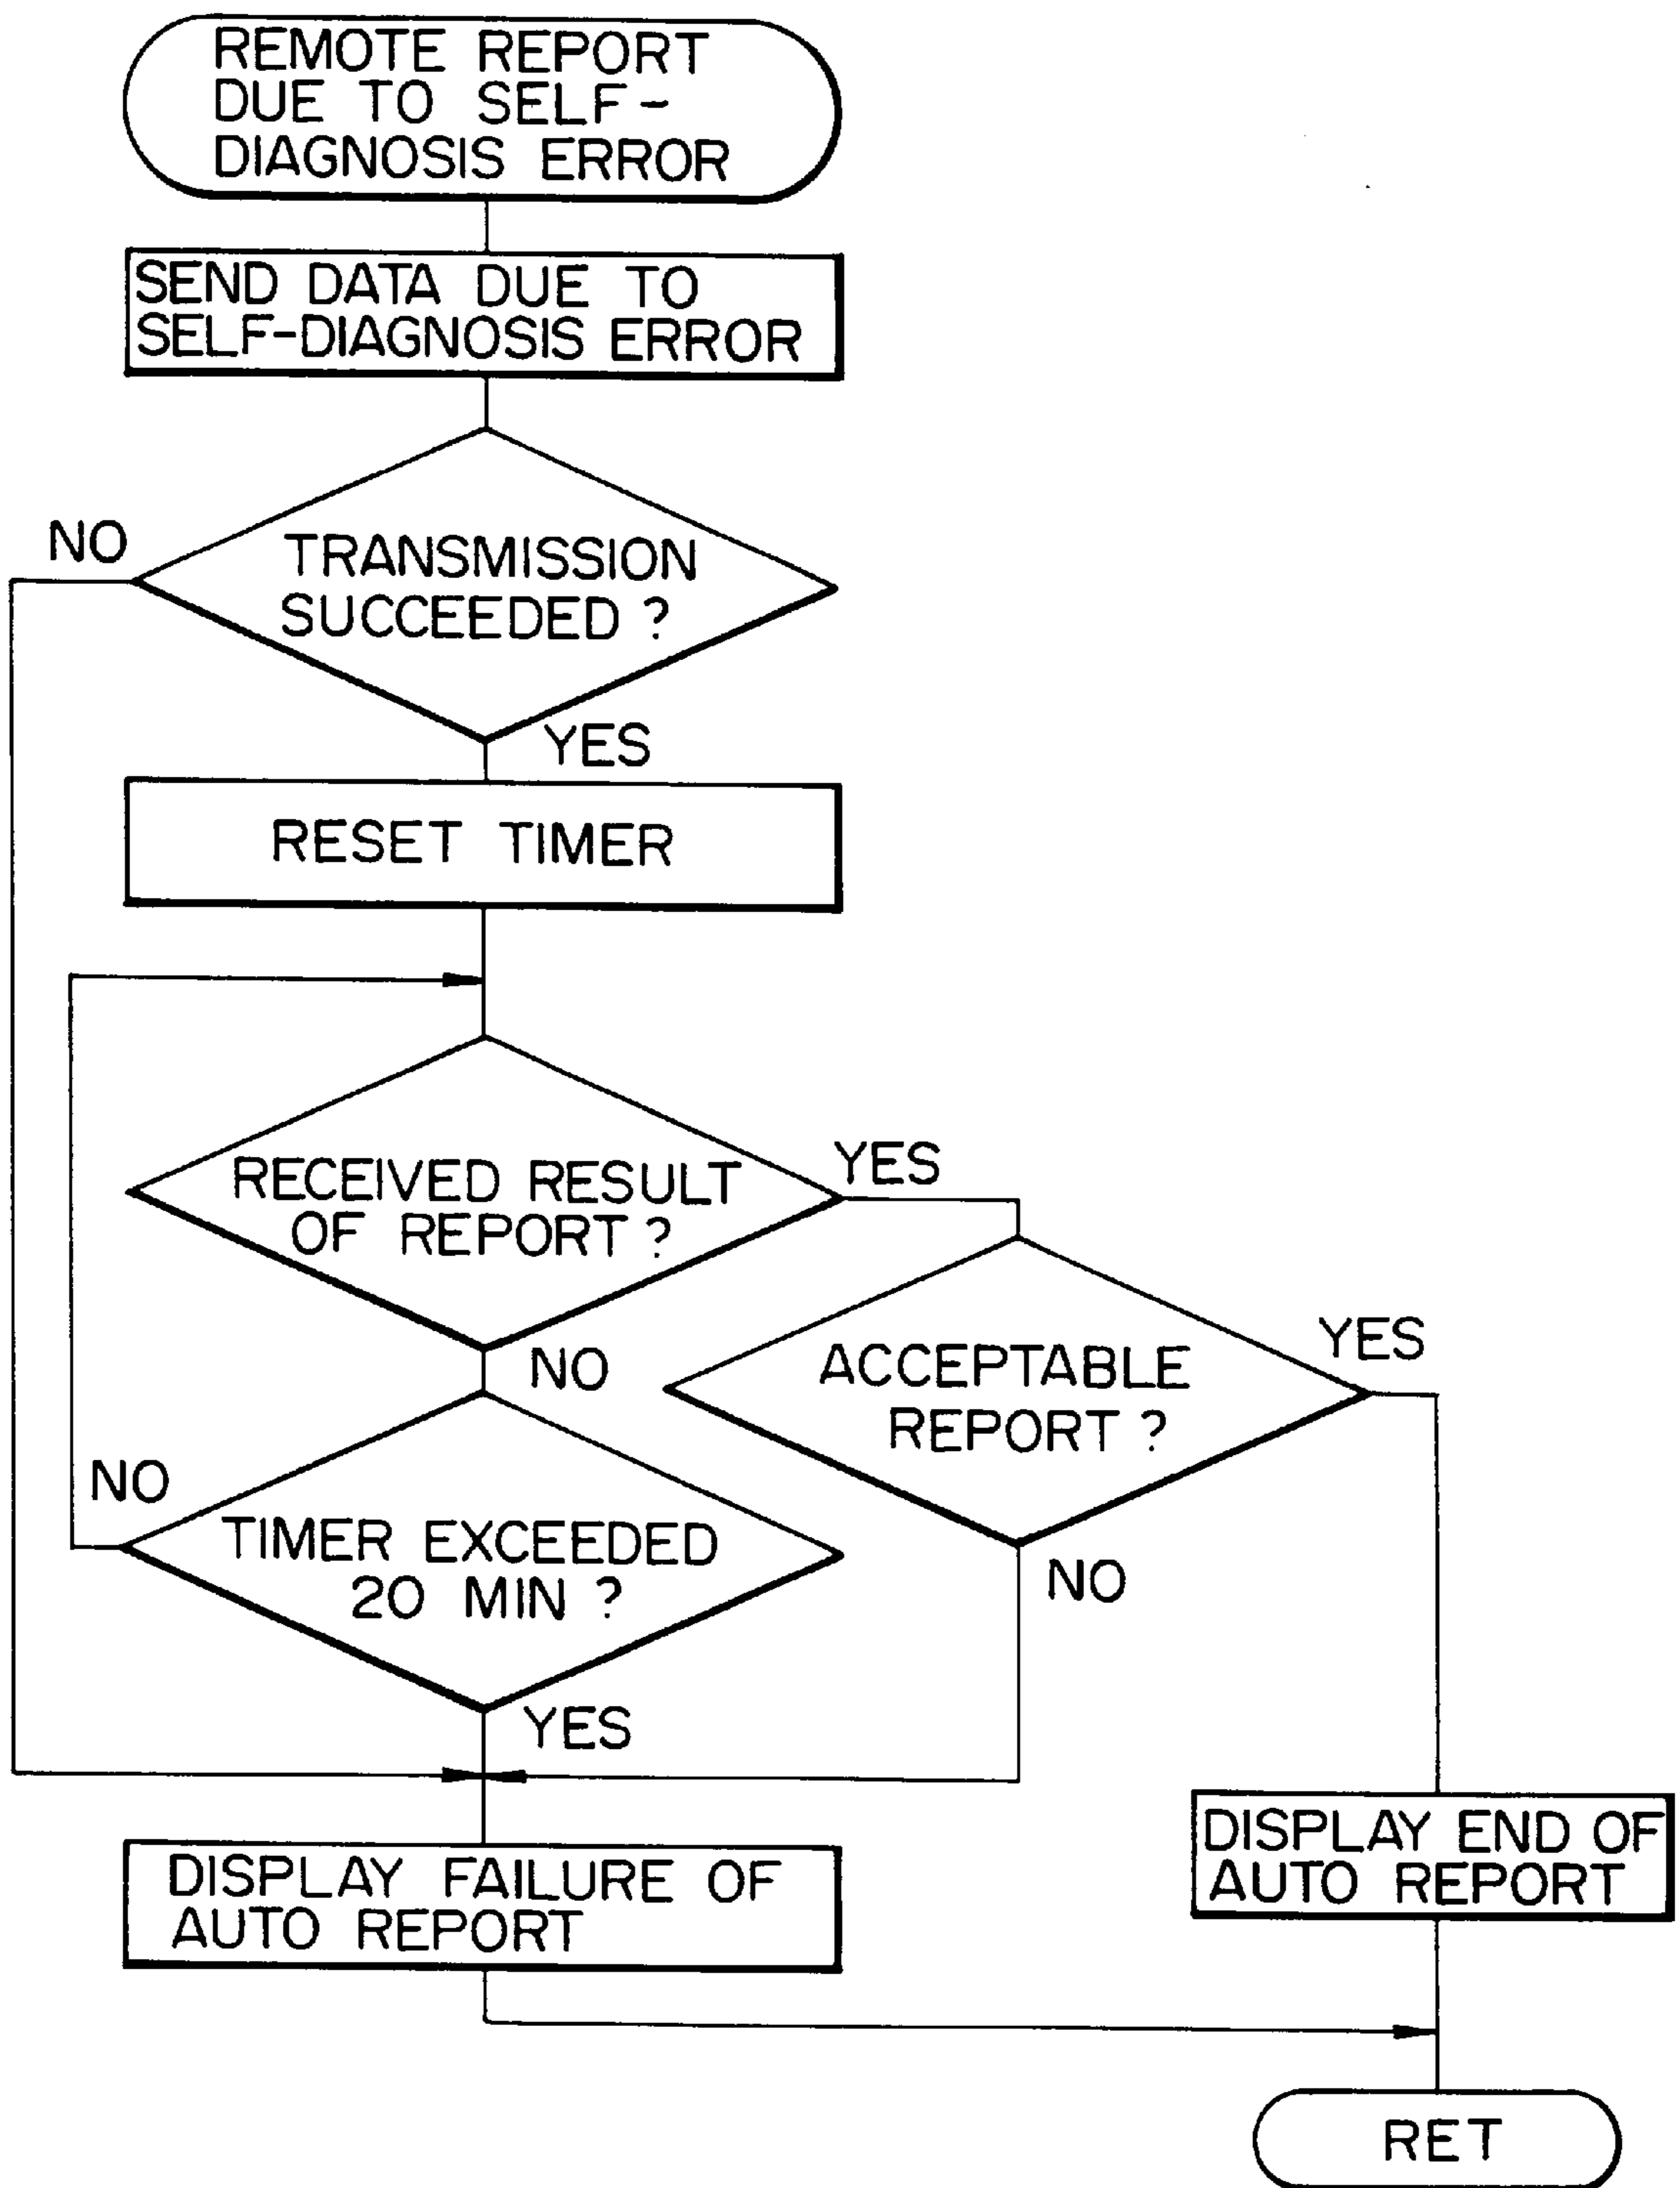 REMOTE REPORT
DUE TO SELF-
DIAGNOSIS ERROR
SEND DATA DUE TO
SELF-DIAGNOSIS ERROR
NO
TRANSMISSION
SUCCEEDED ?
YES
RESET TIMER
RECEIVED RESULT
OF REPORT ?
YES
NO
ACCEPTABLE
REPORT ?
YES
NO
NO
TIMER EXCEEDED
20 MIN ?
YES
DISPLAY FAILURE OF
AUTO REPORT
DISPLAY END OF
AUTO REPORT
RET